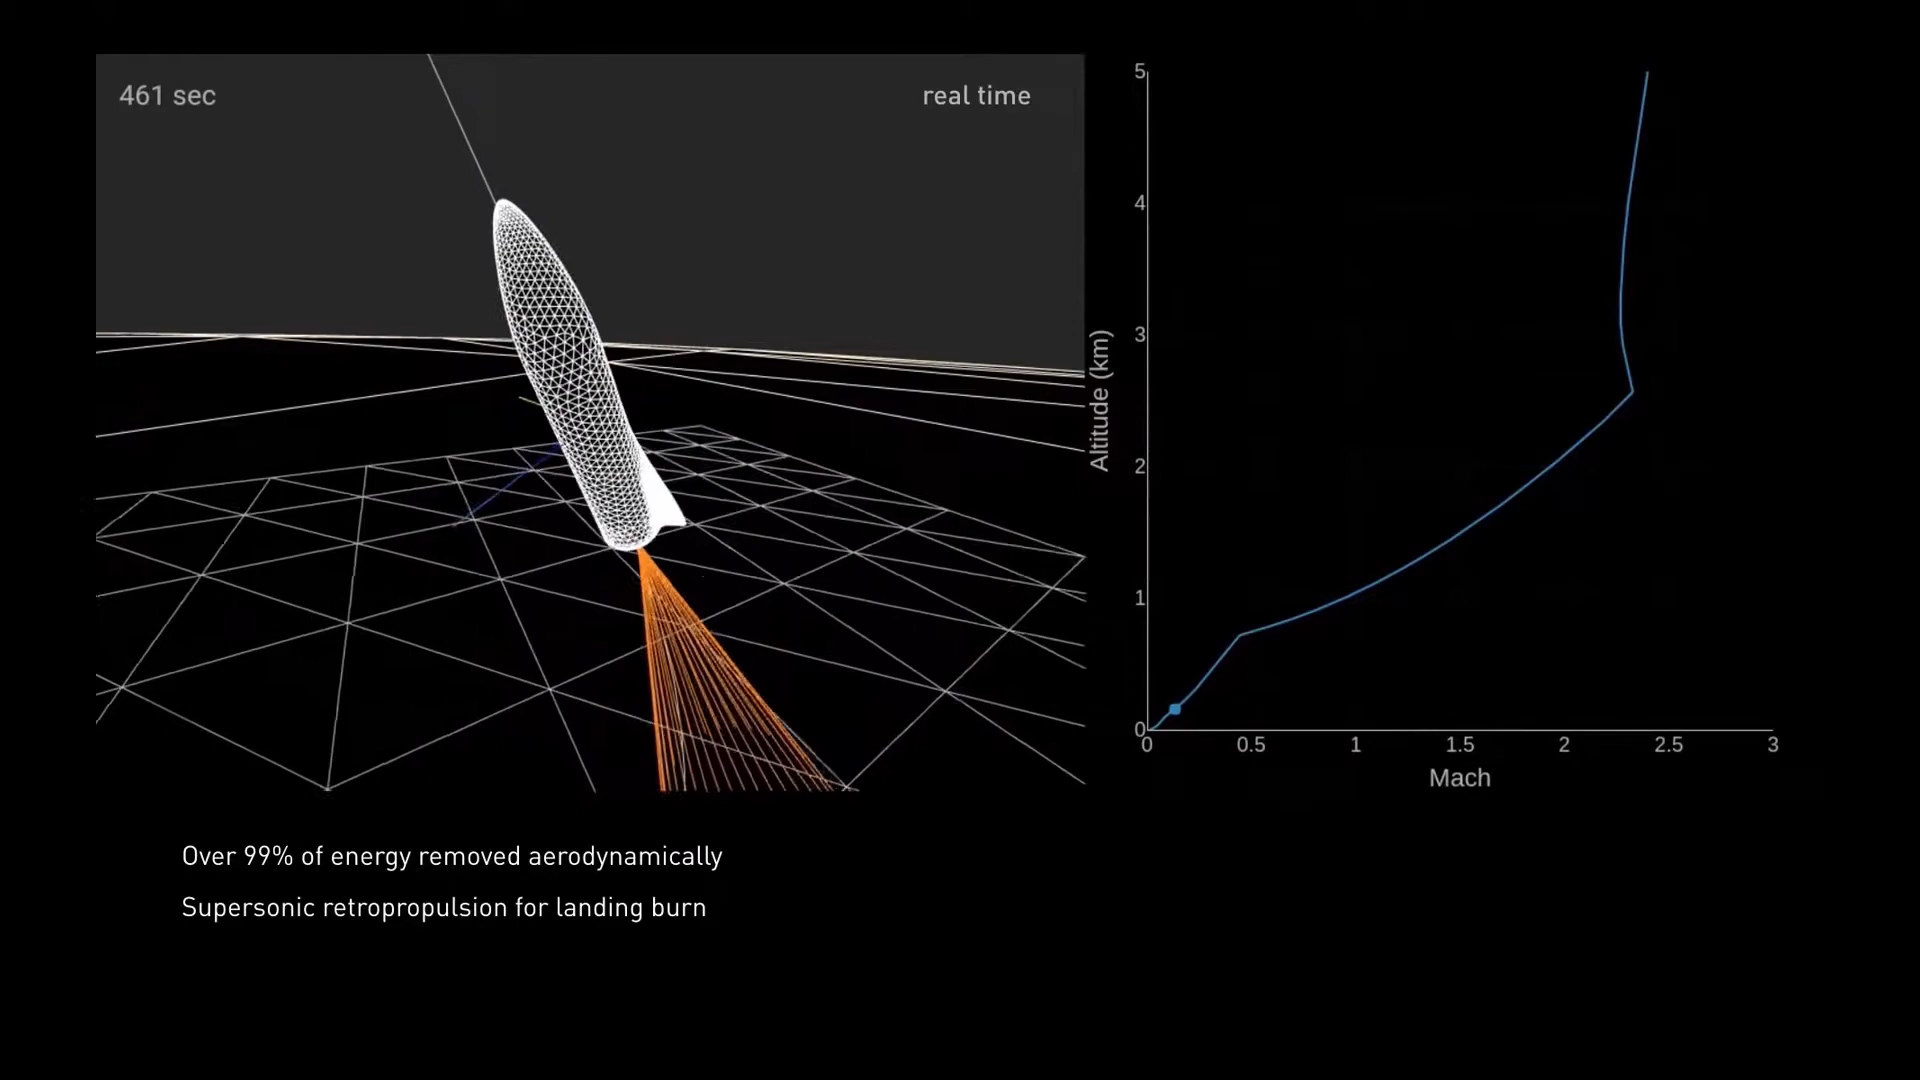 461 sec
real time
5
4
3
2
1
0
Altitude (km)
0 0.5 1 1.5 2 2.5 3
Mach
Over 99% of energy removed aerodynamically
Supersonic retropropulsion for landing burn